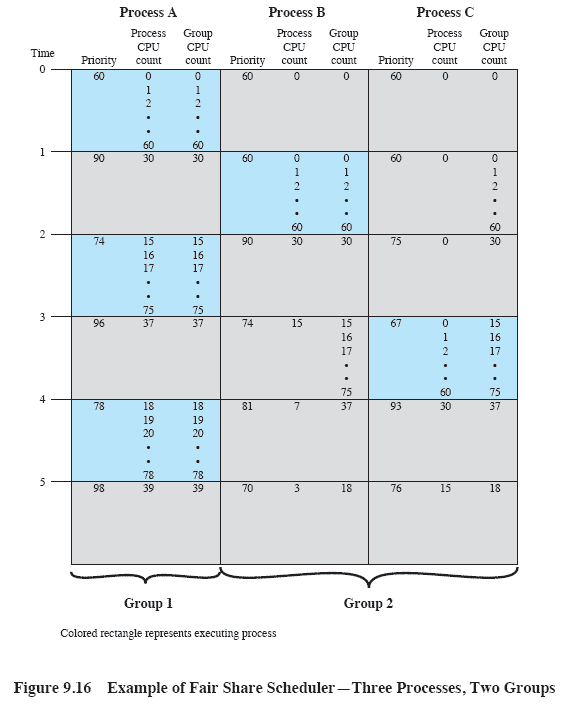 Process A Process B Process C
Process Group Process Group Process Group
CPU CPU CPU CPU CPU CPU
Time Priority count count Priority count count Priority count count
0
60 0 0 60 0 0 60 0 0
1 1
2 2
• •
• •
60 60
1
90 30 30 60 0 0 60 0 0
1 1 1
2 2 2
• • •
• • •
60 60 60
2
74 15 15 90 30 30 75 0 30
16 16
17 17
• •
• •
75 75
3
96 37 37 74 15 15 67 0 15
16 1 16
17 2 17
• • •
• • •
75 60 75
4
78 18 18 81 7 37 93 30 37
19 19
20 20
• •
• •
78 78
5
98 39 39 70 3 18 76 15 18
Group 1 Group 2
Colored rectangle represents executing process
Figure 9.16 Example of Fair Share Scheduler—Three Processes, Two Groups